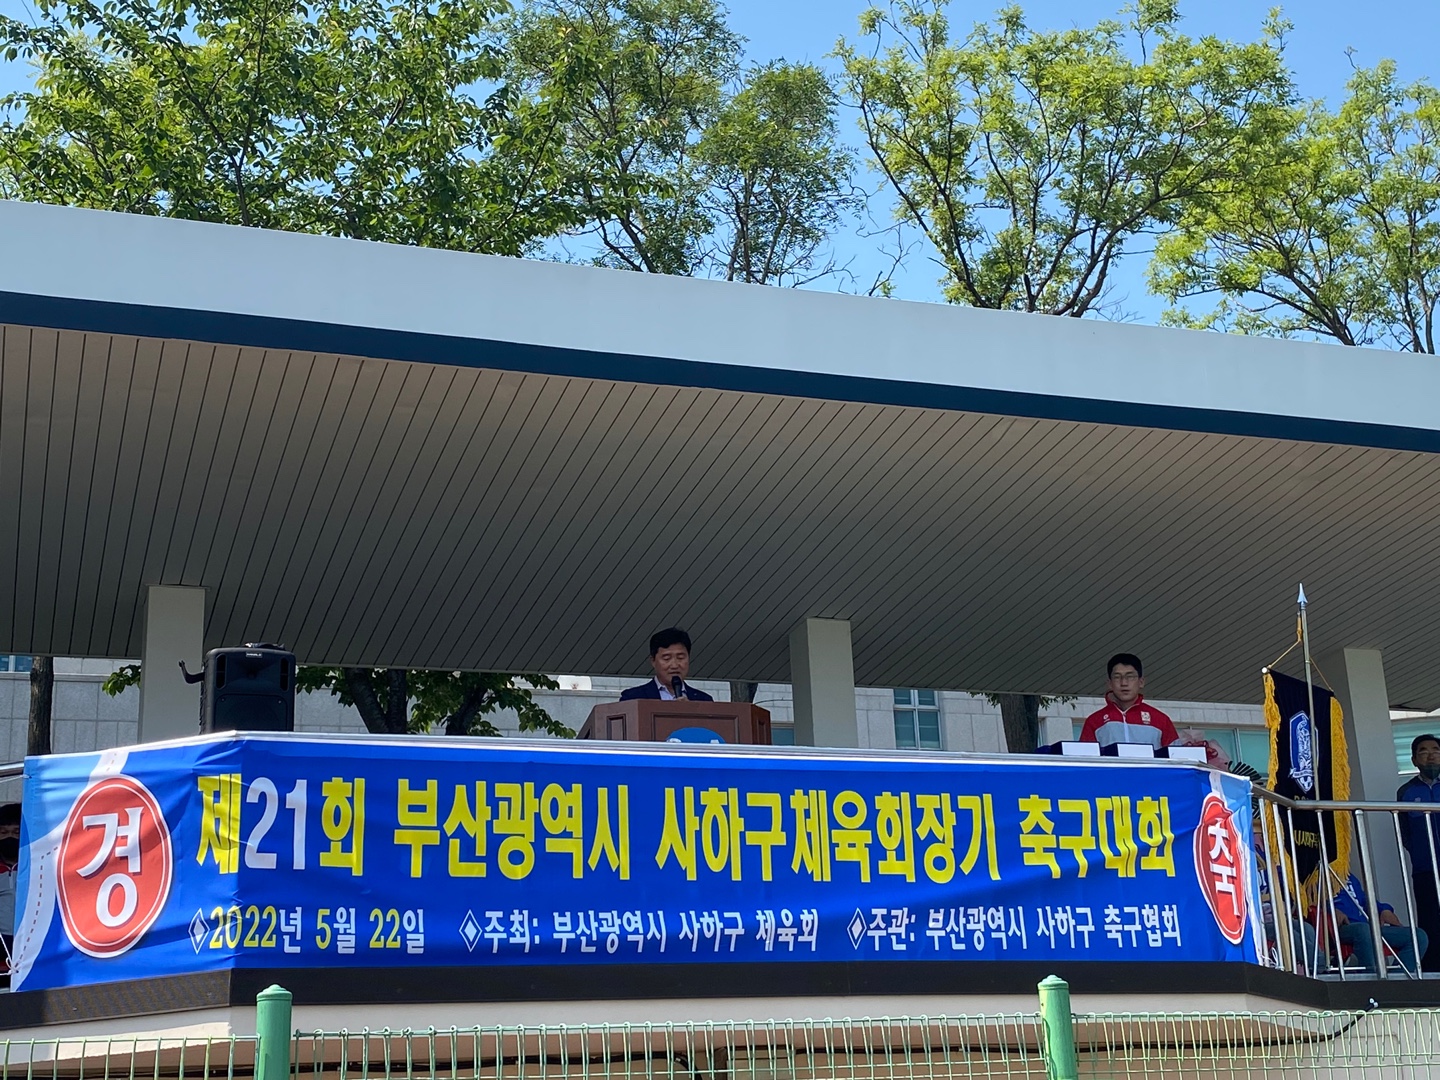 경
제21회 부산광역시 사하구체육회장기 축구대회
축
2022년 5월 22일 주최: 부산광역시 사하구 체육회 주관: 부산광역시 사하구 축구협회